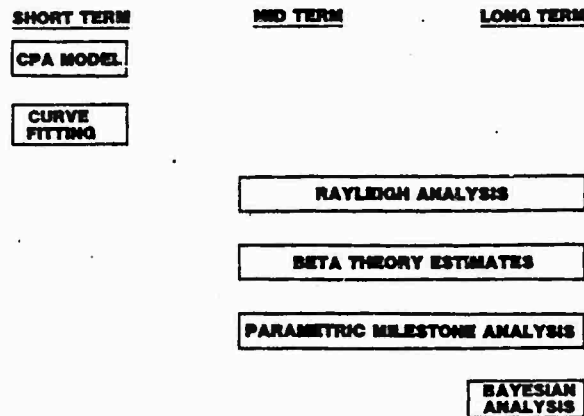 SHORT TERM MID TERM LONG TERM
CPA MODEL
CURVE
FITTING
RAYLEIGH ANALYSIS
BETA THEORY ESTIMATES
PARAMETRIC MILESTONE ANALYSIS
BAYESIAN
ANALYSIS